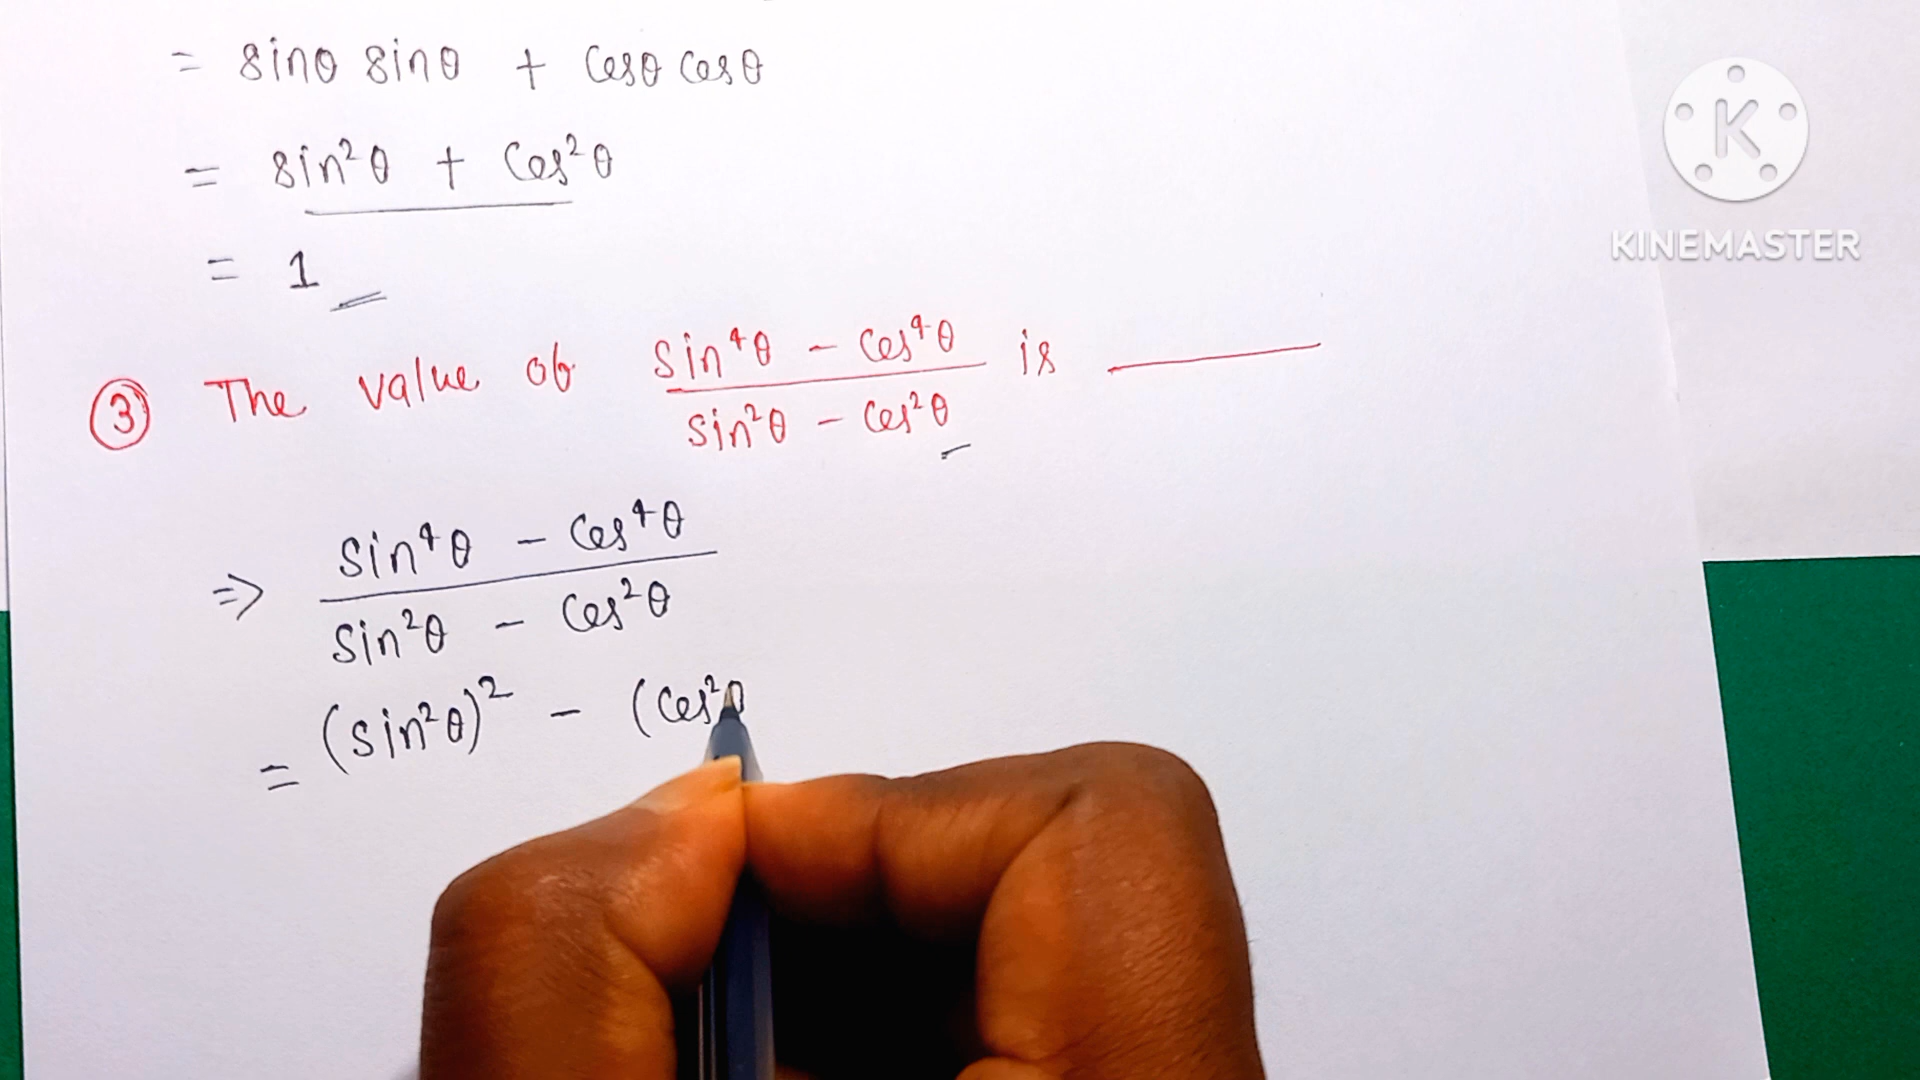 = sinθ sinθ + cosθ cosθ
= sin²θ + cos²θ
= 1
K
KINEMASTER
③ The value of (sin⁴θ - cos⁴θ)/(sin²θ - cos²θ) is ______
⇒ (sin⁴θ - cos⁴θ)/(sin²θ - cos²θ)
= (sin²θ)² - (cos²θ